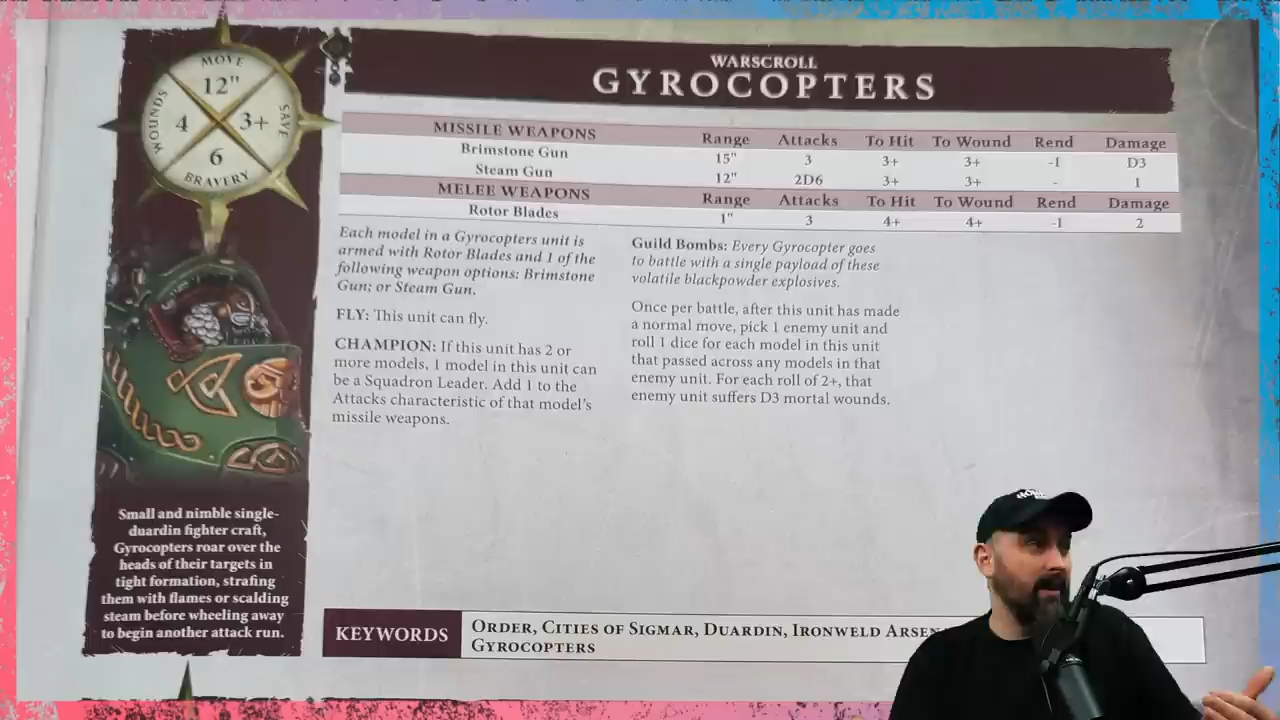 MOVE
12"
WOUNDS
4
3+
SAVE
6
BRAVERY
WARSCROLL
GYROCOPTERS
MISSILE WEAPONS Range Attacks To Hit To Wound Rend Damage
Brimstone Gun 15" 3 3+ 3+ -1 D3
Steam Gun 12" 2D6 3+ 3+ - 1
MELEE WEAPONS Range Attacks To Hit To Wound Rend Damage
Rotor Blades 1" 3 4+ 4+ -1 2
Each model in a Gyrocopters unit is
armed with Rotor Blades and 1 of the
following weapon options: Brimstone
Gun; or Steam Gun.
FLY: This unit can fly.
CHAMPION: If this unit has 2 or
more models, 1 model in this unit can
be a Squadron Leader. Add 1 to the
Attacks characteristic of that model's
missile weapons.
Guild Bombs: Every Gyrocopter goes
to battle with a single payload of these
volatile blackpowder explosives.
Once per battle, after this unit has made
a normal move, pick 1 enemy unit and
roll 1 dice for each model in this unit
that passed across any models in that
enemy unit. For each roll of 2+, that
enemy unit suffers D3 mortal wounds.
Small and nimble single-
duardin fighter craft,
Gyrocopters roar over the
heads of their targets in
tight formation, strafing
them with flames or scalding
steam before wheeling away
to begin another attack run.
KEYWORDS
ORDER, CITIES OF SIGMAR, DUARDIN, IRONWELD
GYROCOPTERS